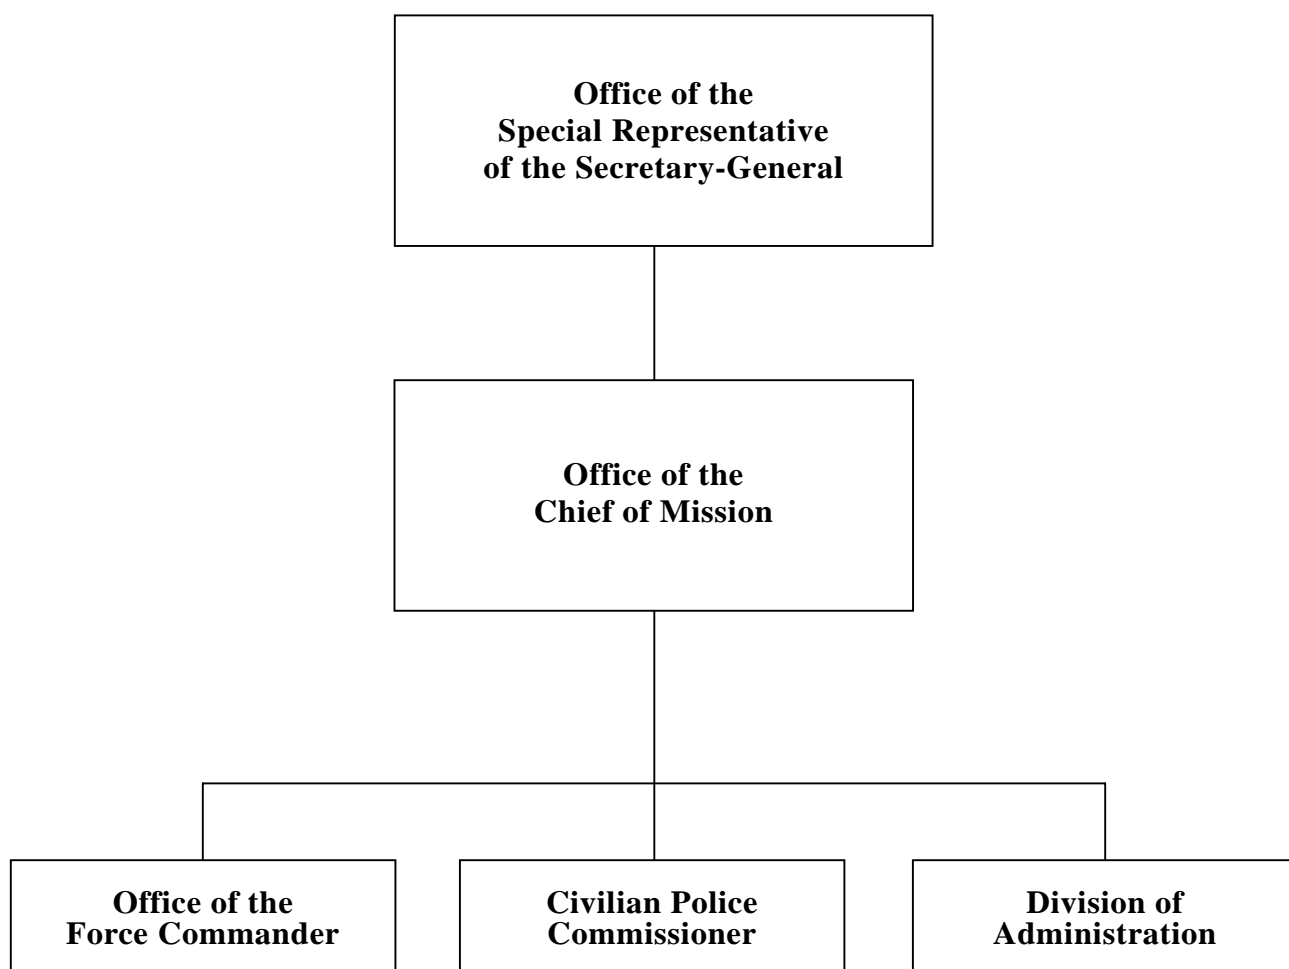 Office of the
Special Representative
of the Secretary-General
Office of the
Chief of Mission
Office of the
Force Commander
Civilian Police
Commissioner
Division of
Administration